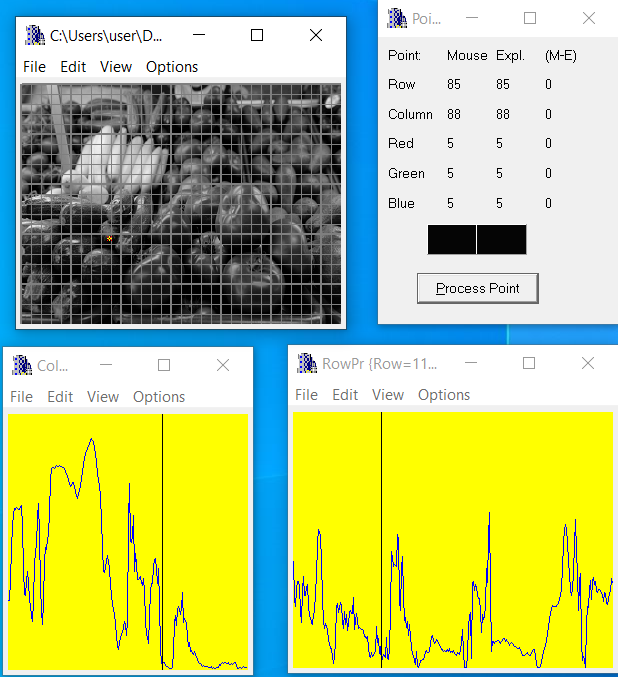 C:\Users\user\D...
File Edit View Options
Poi...
Point: Mouse Expl. (M-E)
Row 85 85 0
Column 88 88 0
Red 5 5 0
Green 5 5 0
Blue 5 5 0
Process Point
Col...
File Edit View Options
RowPr {Row=11...
File Edit View Options